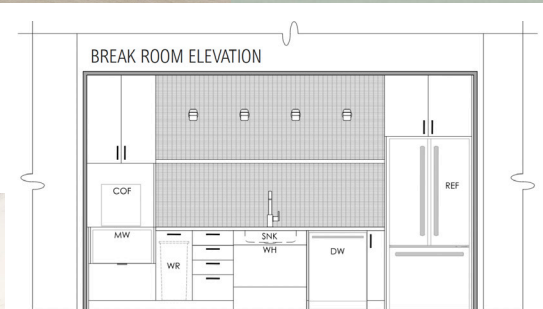 BREAK ROOM ELEVATION
COF
REF
MW
SNK
WH
DW
WR